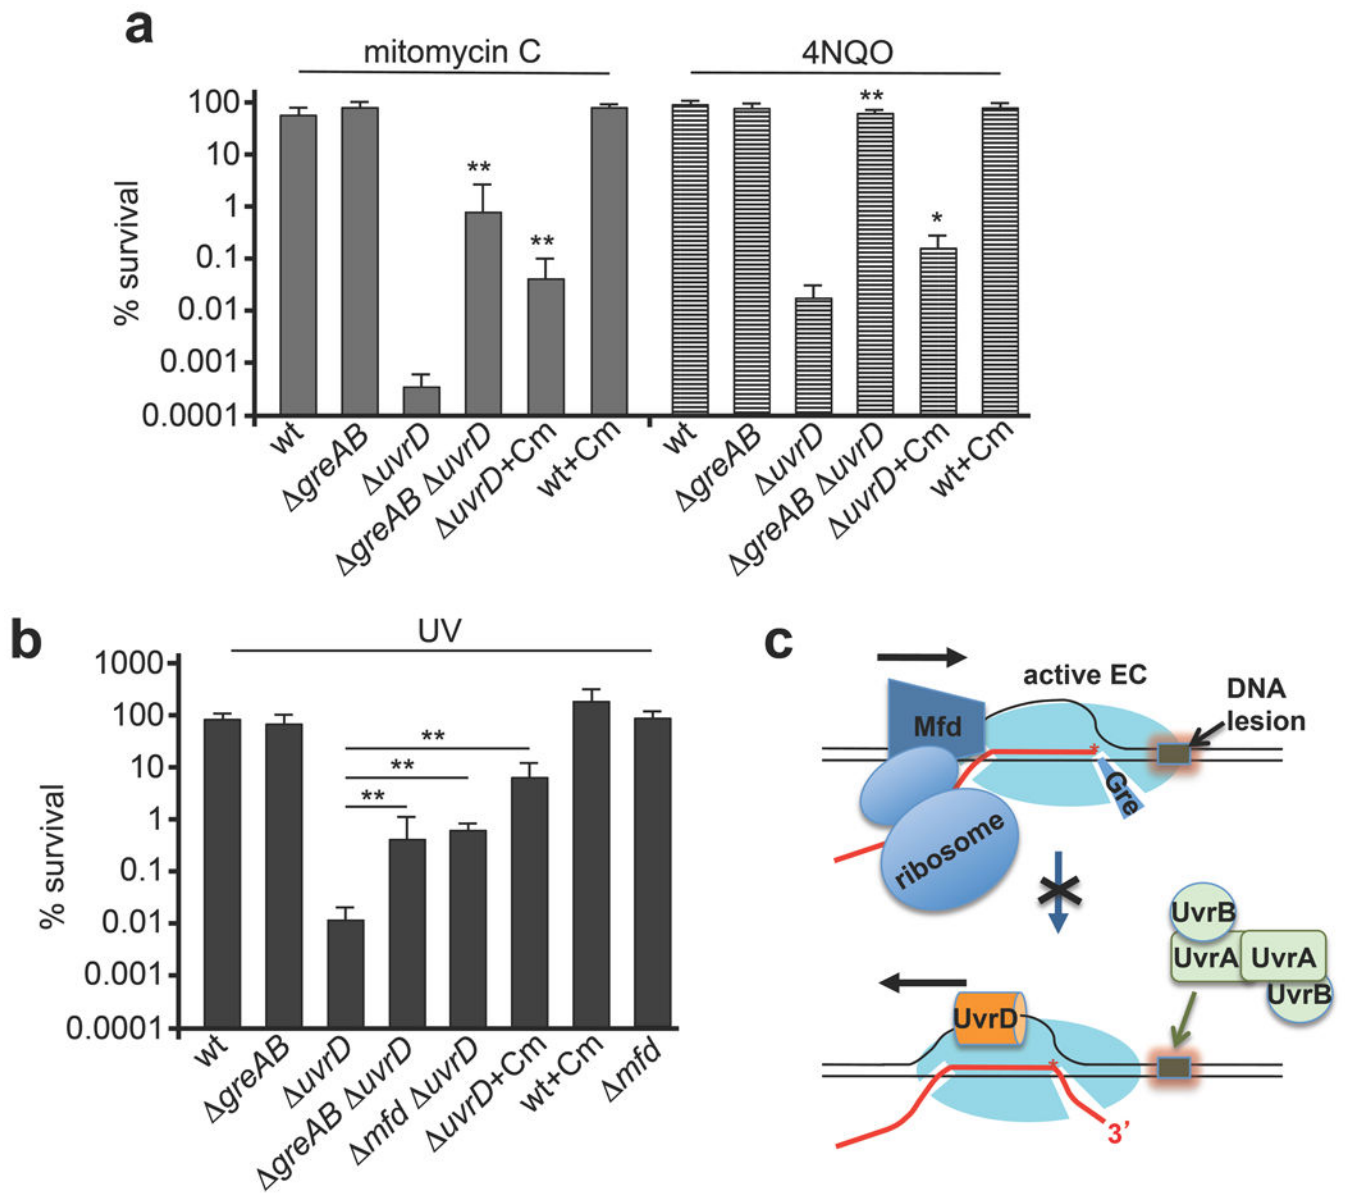 a
mitomycin C
4NQO
% survival
100
10
1
0.1
0.01
0.001
0.0001
**
**
**
*
wt
ΔgreAB
ΔuvrD
ΔgreAB ΔuvrD
ΔuvrD+Cm
wt+Cm
wt
ΔgreAB
ΔuvrD
ΔgreAB ΔuvrD
ΔuvrD+Cm
wt+Cm
b
UV
% survival
1000
100
10
1
0.1
0.01
0.001
0.0001
**
**
**
wt
ΔgreAB
ΔuvrD
ΔgreAB ΔuvrD
Δmfd ΔuvrD
ΔuvrD+Cm
wt+Cm
Δmfd
c
active EC
DNA
lesion
Mfd
*
Gre
ribosome
UvrB
UvrA
UvrA
UvrB
UvrD
*
3’